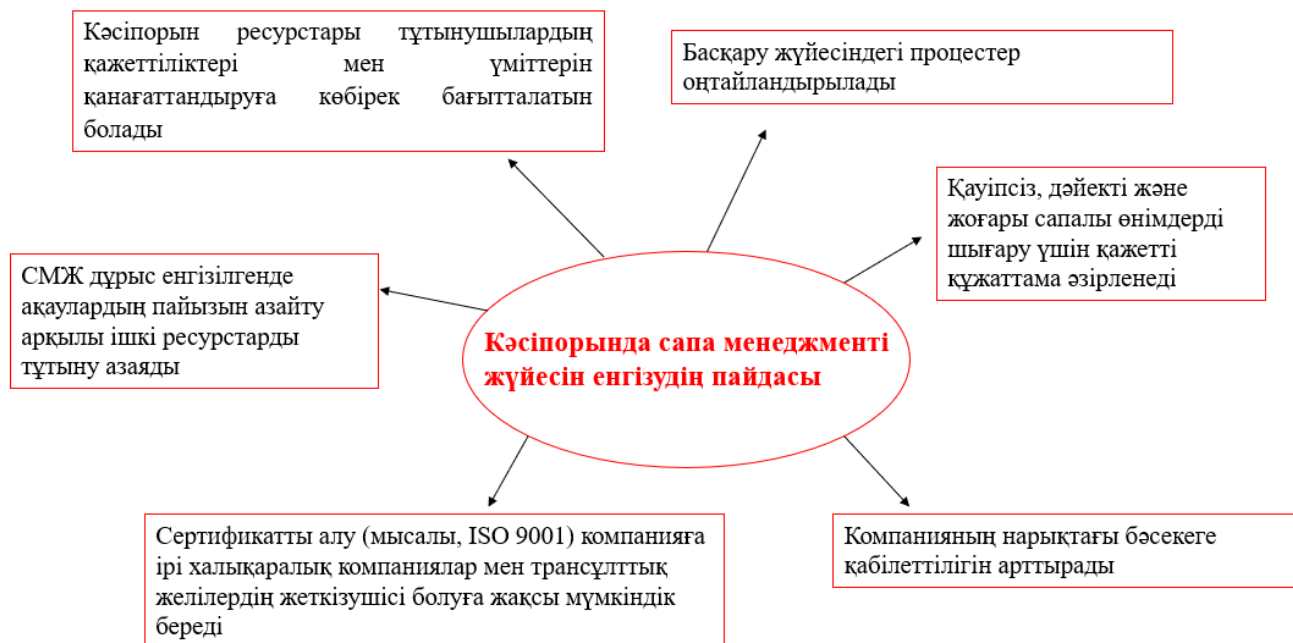 Кәсіпорын ресурстары тұтынушылардың
қажеттіліктері мен үміттерін
қанағаттандыруға көбірек бағытталатын
болады
Басқару жүйесіндегі процестер
оңтайландырылады
Қауіпсіз, дәйекті және
жоғары сапалы өнімдерді
шығару үшін қажетті
құжаттама әзірленеді
СМЖ дұрыс енгізілгенде
ақаулардың пайызын азайту
арқылы ішкі ресурстарды
тұтыну азаяды
Кәсіпорында сапа менеджменті
жүйесін енгізудің пайдасы
Сертификатты алу (мысалы, ISO 9001) компанияға
ірі халықаралық компаниялар мен трансұлттық
желілердің жеткізушісі болуға жақсы мүмкіндік
береді
Компанияның нарықтағы бәсекеге
қабілеттілігін арттырады